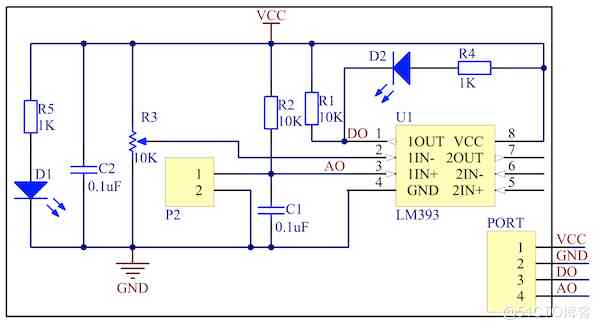 VCC
D2
R4
1K
R5
1K
R3
10K
R2
10K
R1
10K
U1
DO
1 1OUT VCC 8
2 1IN- 2OUT 7
AO
3 1IN+ 2IN- 6
4 GND 2IN+ 5
LM393
D1
C2
0.1uF
1
2
P2
C1
0.1uF
GND
PORT
1 VCC
2 GND
3 DO
4 AO
@51CTO博客